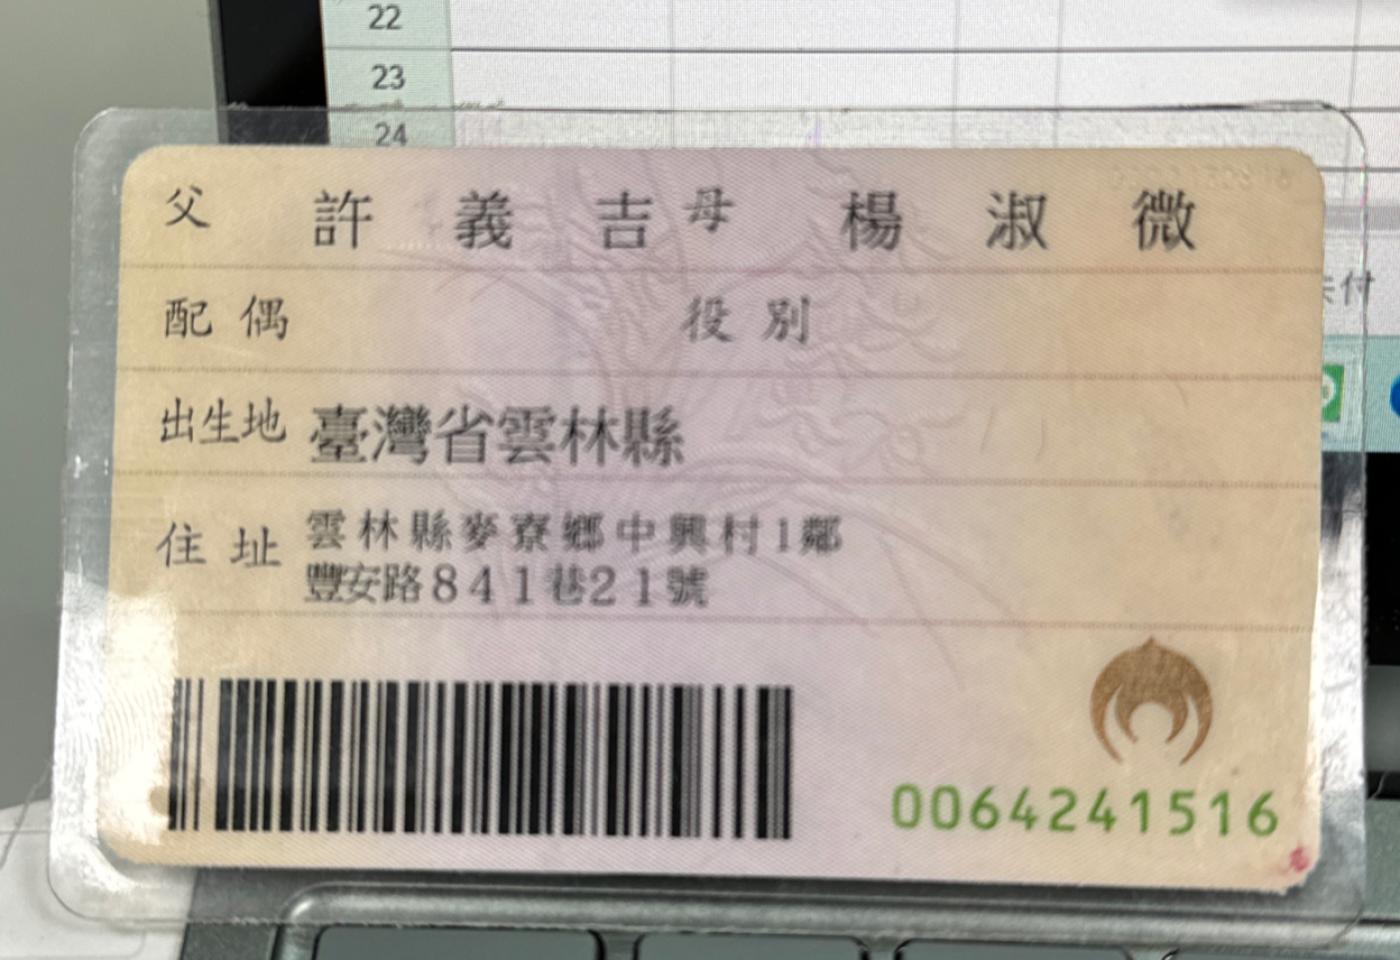 22
23
24
父 許義吉 母 楊淑微
配偶 役別
出生地 臺灣省雲林縣
住址 雲林縣麥寮鄉中興村1鄰
豐安路841巷21號
0064241516
付